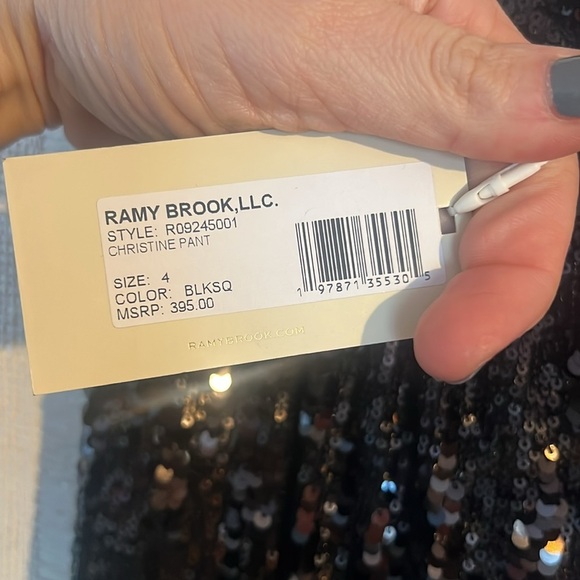 RAMY BROOK,LLC.
STYLE: R09245001
CHRISTINE PANT
SIZE: 4
COLOR: BLKSQ
MSRP: 395.00
1 97871 35530 5
RAMYBROOK.COM